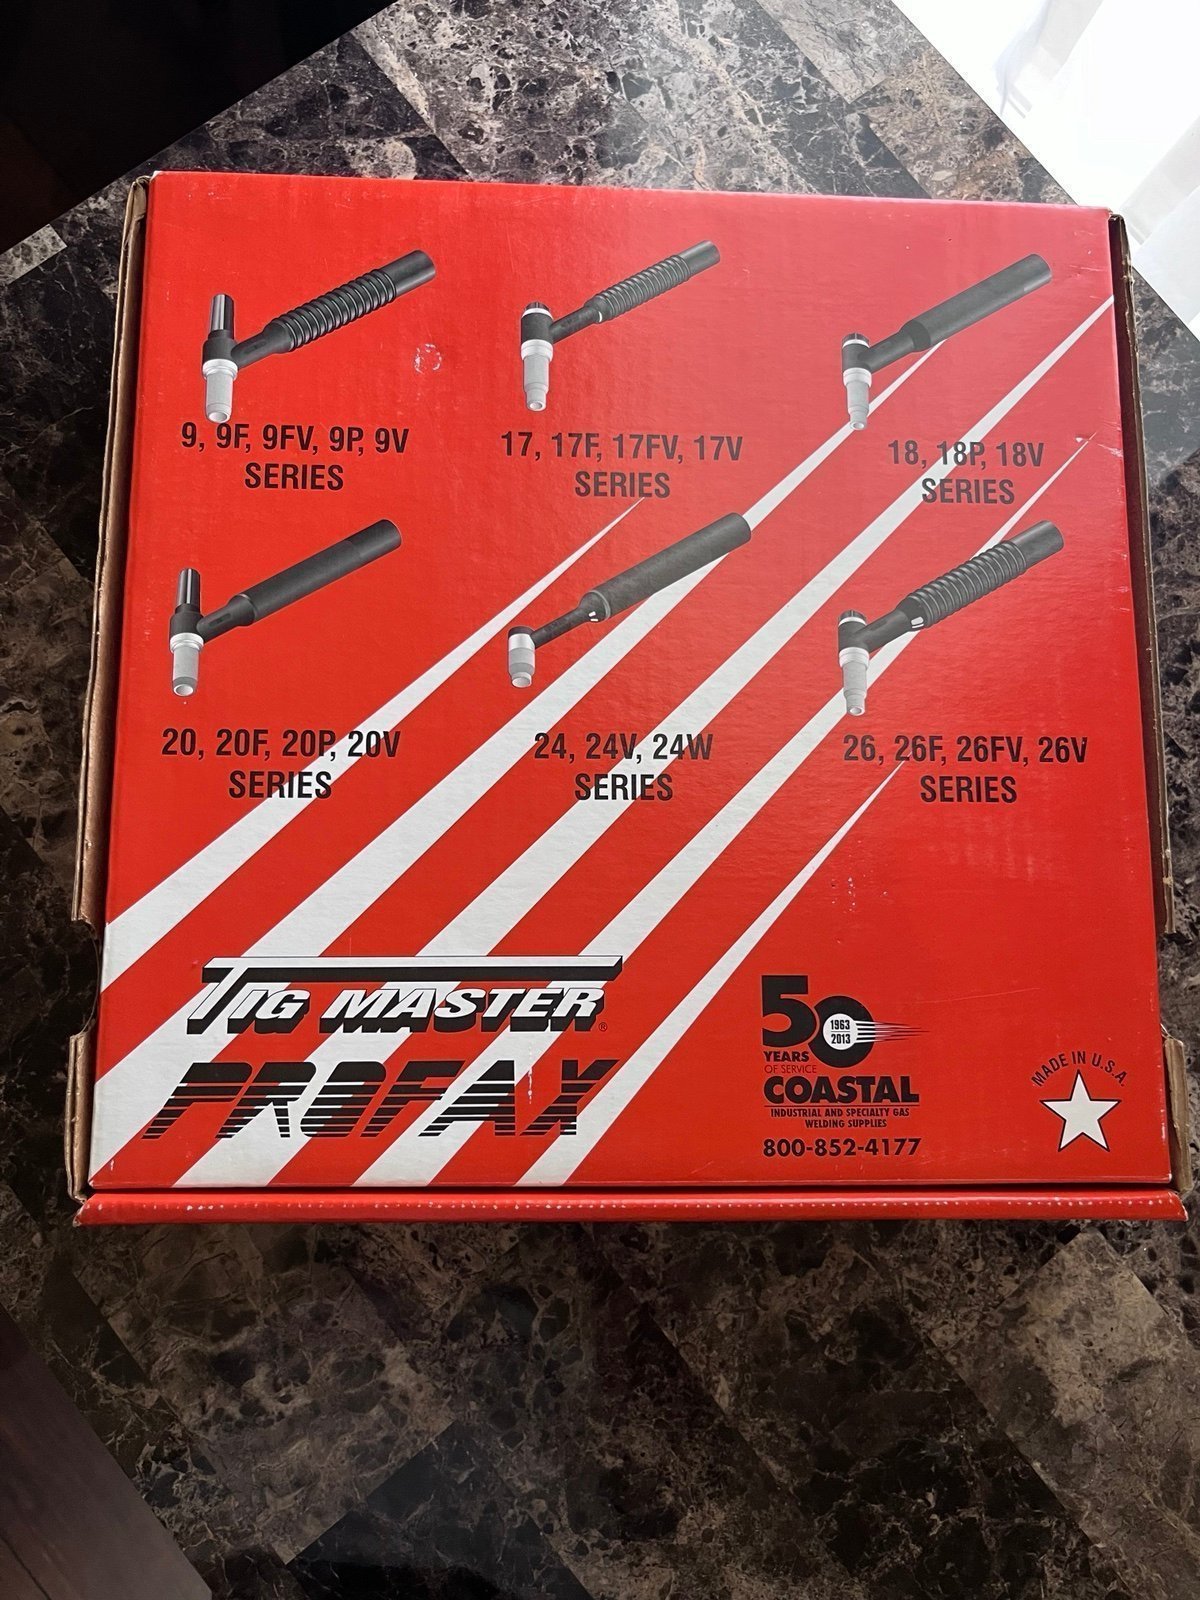 9, 9F, 9FV, 9P, 9V
SERIES
17, 17F, 17FV, 17V
SERIES
18, 18P, 18V
SERIES
20, 20F, 20P, 20V
SERIES
24, 24V, 24W
SERIES
26, 26F, 26FV, 26V
SERIES
TIG MASTER®
PROFAX
50
1963
2013
YEARS
OF SERVICE
COASTAL
INDUSTRIAL AND SPECIALTY GAS
WELDING SUPPLIES
800-852-4177
MADE IN U.S.A.